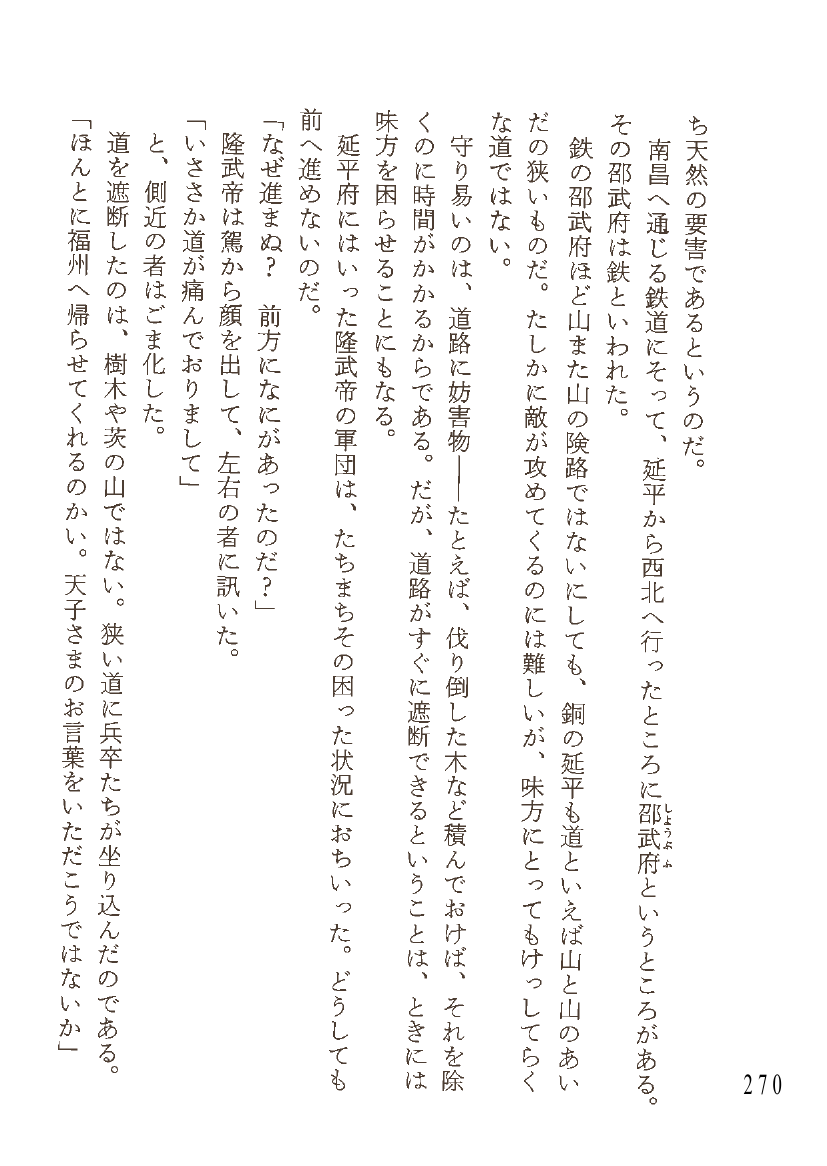 ち天然の要害であるというのだ。
南昌へ通じる鉄道にそって、延平から西北へ行ったところに邵武府というところがある。
しょうぶふ
その邵武府は鉄といわれた。
鉄の邵武府ほど山また山の険路ではないにしても、銅の延平も道といえば山と山のあい
だの狭いものだ。たしかに敵が攻めてくるのには難しいが、味方にとってもけっしてらく
な道ではない。
守り易いのは、道路に妨害物――たとえば、伐り倒した木など積んでおけば、それを除
くのに時間がかかるからである。だが、道路がすぐに遮断できるということは、ときには
味方を困らせることにもなる。
延平府にはいった隆武帝の軍団は、たちまちその困った状況におちいった。どうしても
前へ進めないのだ。
「なぜ進まぬ？　前方になにがあったのだ？」
隆武帝は駕から顔を出して、左右の者に訊いた。
「いささか道が痛んでおりまして」
と、側近の者はごま化した。
道を遮断したのは、樹木や茨の山ではない。狭い道に兵卒たちが坐り込んだのである。
「ほんとに福州へ帰らせてくれるのかい。天子さまのお言葉をいただこうではないか」
270